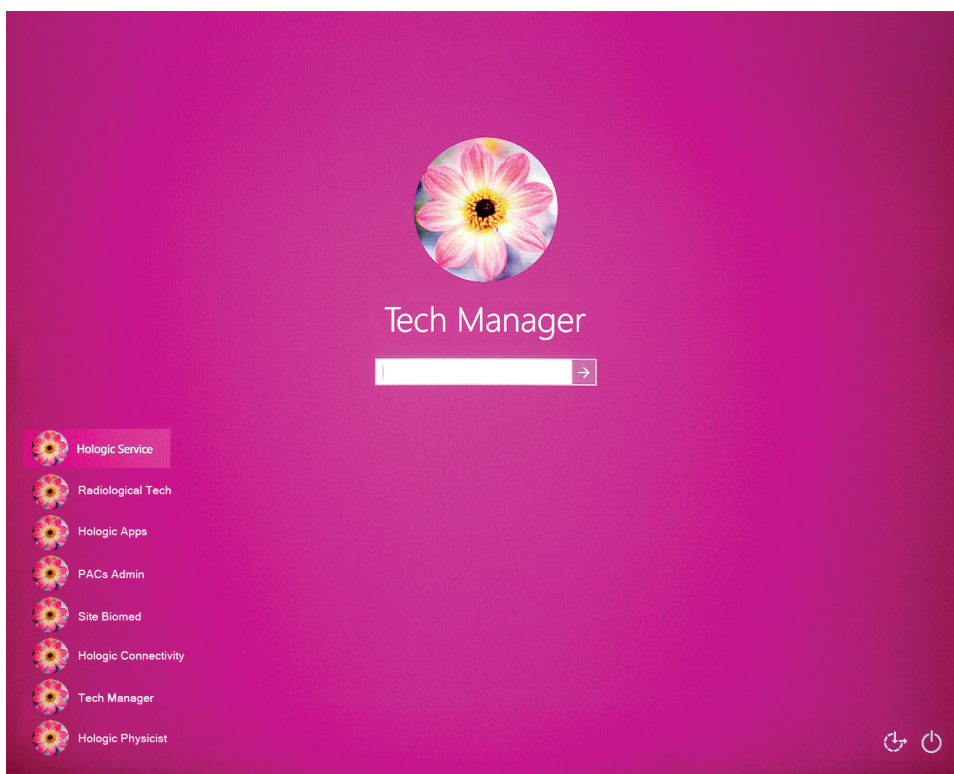 Tech Manager
Hologic Service
Radiological Tech
Hologic Apps
PACs Admin
Site Biomed
Hologic Connectivity
Tech Manager
Hologic Physicist